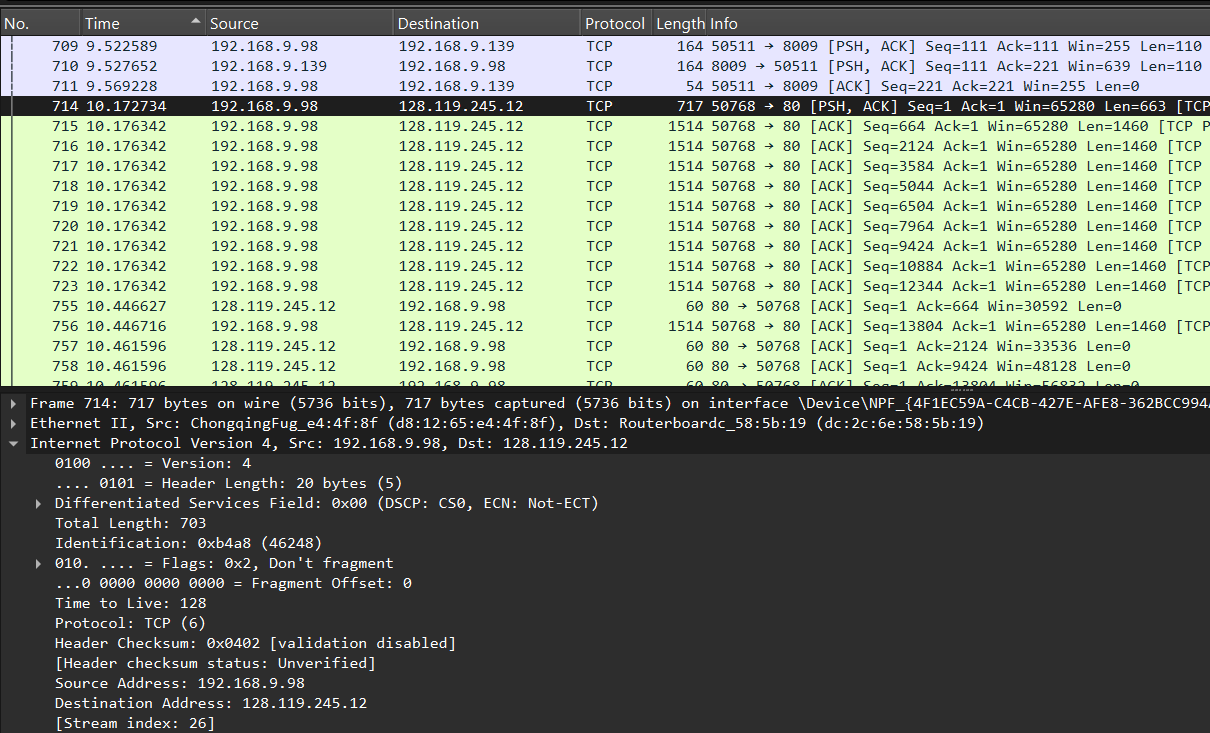 No. Time Source Destination Protocol Length Info
709 9.522589 192.168.9.98 192.168.9.139 TCP 164 50511 → 8009 [PSH, ACK] Seq=111 Ack=111 Win=255 Len=110
710 9.527652 192.168.9.139 192.168.9.98 TCP 164 8009 → 50511 [PSH, ACK] Seq=111 Ack=221 Win=639 Len=110
711 9.569228 192.168.9.98 192.168.9.139 TCP 54 50511 → 8009 [ACK] Seq=221 Ack=221 Win=255 Len=0
714 10.172734 192.168.9.98 128.119.245.12 TCP 717 50768 → 80 [PSH, ACK] Seq=1 Ack=1 Win=65280 Len=663 [TCP
715 10.176342 192.168.9.98 128.119.245.12 TCP 1514 50768 → 80 [ACK] Seq=664 Ack=1 Win=65280 Len=1460 [TCP P
716 10.176342 192.168.9.98 128.119.245.12 TCP 1514 50768 → 80 [ACK] Seq=2124 Ack=1 Win=65280 Len=1460 [TCP
717 10.176342 192.168.9.98 128.119.245.12 TCP 1514 50768 → 80 [ACK] Seq=3584 Ack=1 Win=65280 Len=1460 [TCP
718 10.176342 192.168.9.98 128.119.245.12 TCP 1514 50768 → 80 [ACK] Seq=5044 Ack=1 Win=65280 Len=1460 [TCP
719 10.176342 192.168.9.98 128.119.245.12 TCP 1514 50768 → 80 [ACK] Seq=6504 Ack=1 Win=65280 Len=1460 [TCP
720 10.176342 192.168.9.98 128.119.245.12 TCP 1514 50768 → 80 [ACK] Seq=7964 Ack=1 Win=65280 Len=1460 [TCP
721 10.176342 192.168.9.98 128.119.245.12 TCP 1514 50768 → 80 [ACK] Seq=9424 Ack=1 Win=65280 Len=1460 [TCP
722 10.176342 192.168.9.98 128.119.245.12 TCP 1514 50768 → 80 [ACK] Seq=10884 Ack=1 Win=65280 Len=1460 [TCP
723 10.176342 192.168.9.98 128.119.245.12 TCP 1514 50768 → 80 [ACK] Seq=12344 Ack=1 Win=65280 Len=1460 [TCP
755 10.446627 128.119.245.12 192.168.9.98 TCP 60 80 → 50768 [ACK] Seq=1 Ack=664 Win=30592 Len=0
756 10.446716 192.168.9.98 128.119.245.12 TCP 1514 50768 → 80 [ACK] Seq=13804 Ack=1 Win=65280 Len=1460 [TCP
757 10.461596 128.119.245.12 192.168.9.98 TCP 60 80 → 50768 [ACK] Seq=1 Ack=2124 Win=33536 Len=0
758 10.461596 128.119.245.12 192.168.9.98 TCP 60 80 → 50768 [ACK] Seq=1 Ack=9424 Win=48128 Len=0
759 10.461596 128.119.245.12 192.168.9.98 TCP 60 80 → 50768 [ACK] Seq=1 Ack=13804 Win=56832 Len=0
Frame 714: 717 bytes on wire (5736 bits), 717 bytes captured (5736 bits) on interface \Device\NPF_{4F1EC59A-C4CB-427E-AFE8-362BCC994
Ethernet II, Src: ChongqingFug_e4:4f:8f (d8:12:65:e4:4f:8f), Dst: Routerboardc_58:5b:19 (dc:2c:6e:58:5b:19)
Internet Protocol Version 4, Src: 192.168.9.98, Dst: 128.119.245.12
0100 .... = Version: 4
.... 0101 = Header Length: 20 bytes (5)
Differentiated Services Field: 0x00 (DSCP: CS0, ECN: Not-ECT)
Total Length: 703
Identification: 0xb4a8 (46248)
010. .... = Flags: 0x2, Don't fragment
...0 0000 0000 0000 = Fragment Offset: 0
Time to Live: 128
Protocol: TCP (6)
Header Checksum: 0x0402 [validation disabled]
[Header checksum status: Unverified]
Source Address: 192.168.9.98
Destination Address: 128.119.245.12
[Stream index: 26]